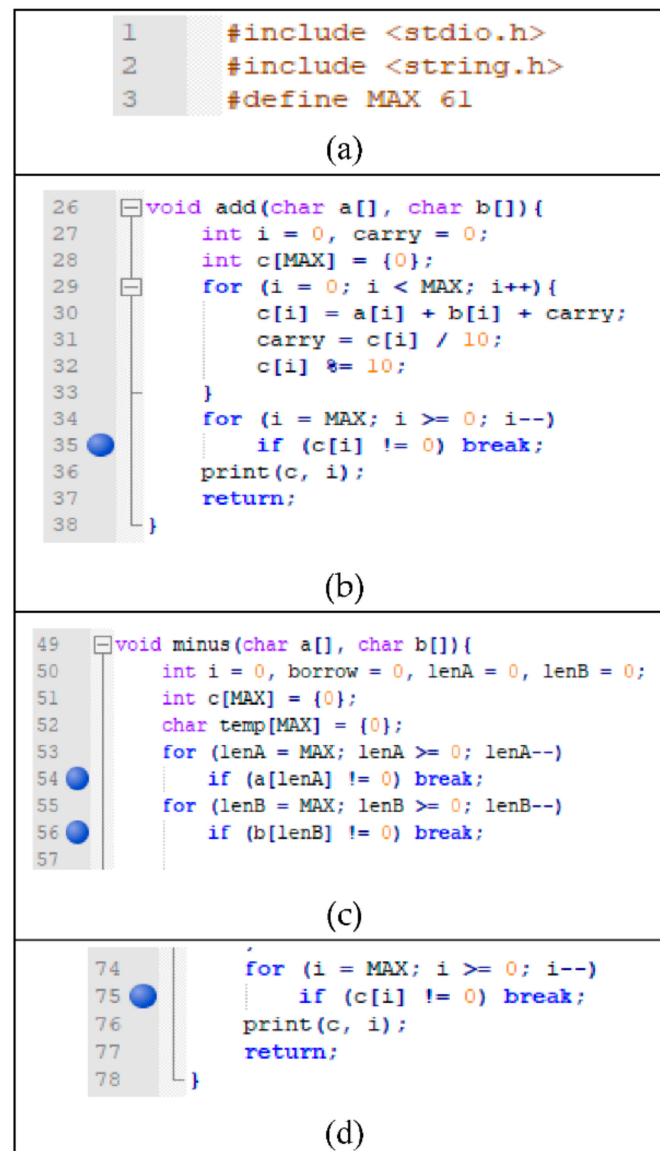 1 #include <stdio.h>
2 #include <string.h>
3 #define MAX 61
(a)
26 void add(char a[], char b[]){
27 int i = 0, carry = 0;
28 int c[MAX] = {0};
29 for (i = 0; i < MAX; i++){
30 c[i] = a[i] + b[i] + carry;
31 carry = c[i] / 10;
32 c[i] %= 10;
33 }
34 for (i = MAX; i >= 0; i--)
35 if (c[i] != 0) break;
36 print(c, i);
37 return;
38 }
(b)
49 void minus(char a[], char b[]){
50 int i = 0, borrow = 0, lenA = 0, lenB = 0;
51 int c[MAX] = {0};
52 char temp[MAX] = {0};
53 for (lenA = MAX; lenA >= 0; lenA--)
54 if (a[lenA] != 0) break;
55 for (lenB = MAX; lenB >= 0; lenB--)
56 if (b[lenB] != 0) break;
57
(c)
74 for (i = MAX; i >= 0; i--)
75 if (c[i] != 0) break;
76 print(c, i);
77 return;
78 }
(d)